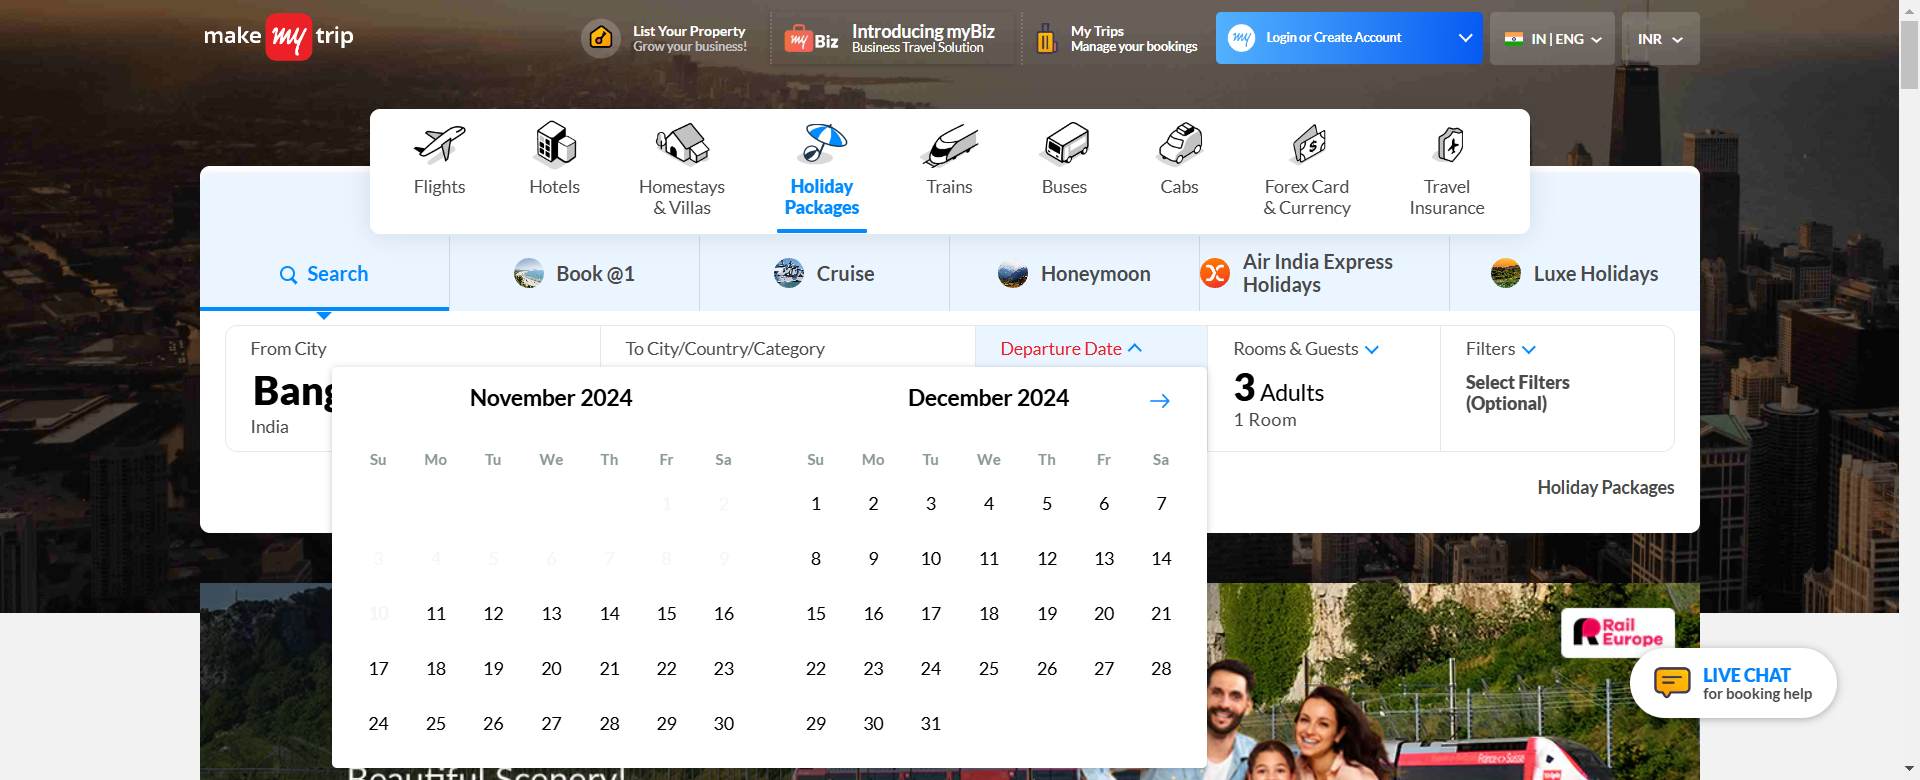 make my trip
List Your Property
Grow your business!
my Biz
Introducing myBiz
Business Travel Solution
My Trips
Manage your bookings
my
Login or Create Account
IN | ENG
INR
Flights
Hotels
Homestays
& Villas
Holiday
Packages
Trains
Buses
Cabs
Forex Card
& Currency
Travel
Insurance
Search
Book @1
Cruise
Honeymoon
Air India Express
Holidays
Luxe Holidays
From City
To City/Country/Category
Departure Date
Rooms & Guests
Filters
Bang
India
3 Adults
1 Room
Select Filters
(Optional)
November 2024
December 2024
Su Mo Tu We Th Fr Sa
1 2
3 4 5 6 7 8 9
10 11 12 13 14 15 16
17 18 19 20 21 22 23
24 25 26 27 28 29 30
Su Mo Tu We Th Fr Sa
1 2 3 4 5 6 7
8 9 10 11 12 13 14
15 16 17 18 19 20 21
22 23 24 25 26 27 28
29 30 31
Holiday Packages
Rail
Europe
LIVE CHAT
for booking help
Beautiful Scenery!